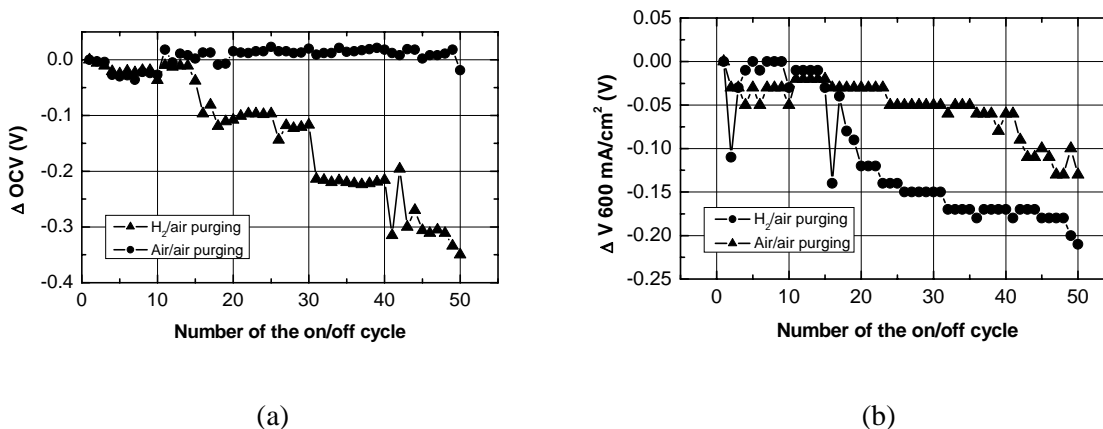 0.0
-0.1
-0.2
-0.3
-0.4
Δ OCV (V)
H₂/air purging
Air/air purging
0 10 20 30 40 50
Number of the on/off cycle
(a)
0.05
0.00
-0.05
-0.10
-0.15
-0.20
-0.25
Δ V 600 mA/cm² (V)
H₂/air purging
Air/air purging
0 10 20 30 40 50
Number of the on/off cycle
(b)